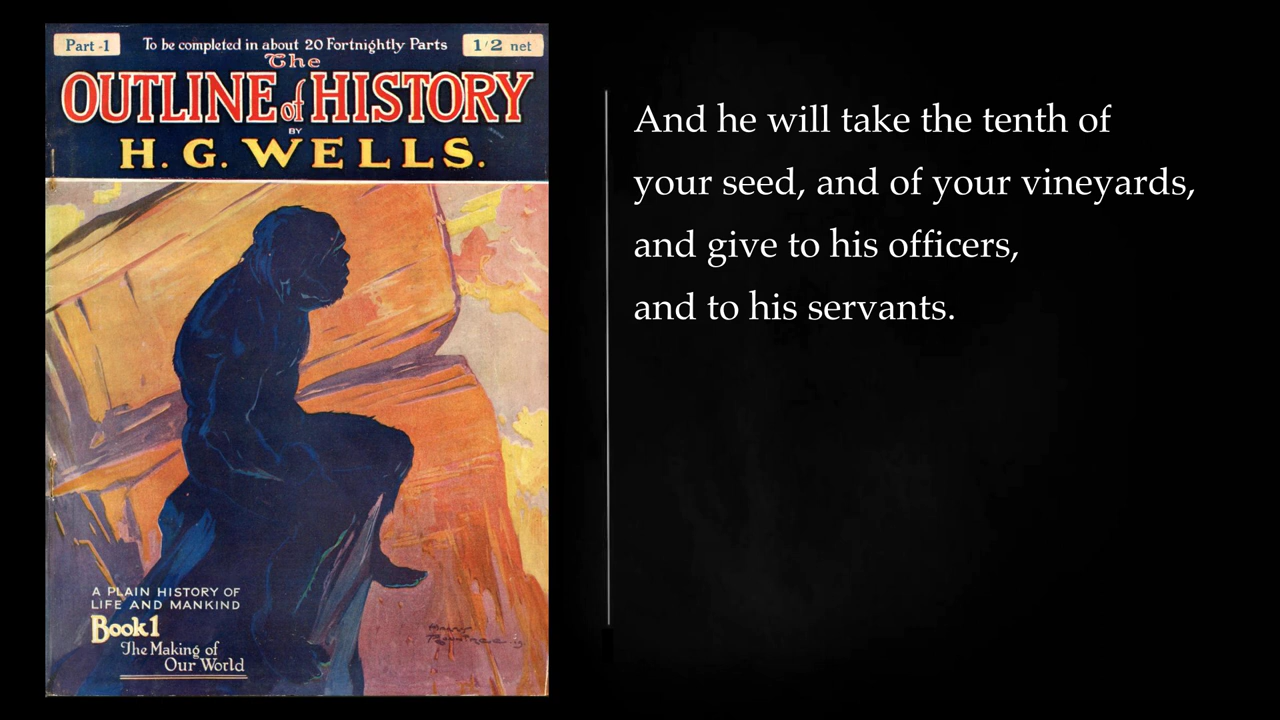 Part -1
To be completed in about 20 Fortnightly Parts
1/2 net
The
OUTLINE of HISTORY
BY
H. G. WELLS.
A PLAIN HISTORY OF
LIFE AND MANKIND
Book 1
The Making of
Our World
And he will take the tenth of
your seed, and of your vineyards,
and give to his officers,
and to his servants.